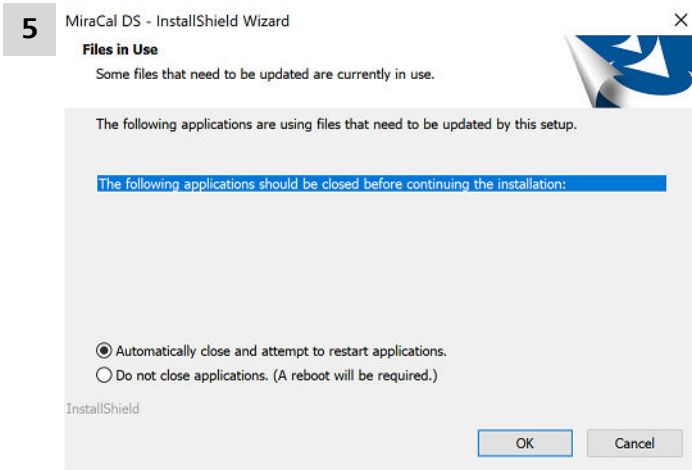 5
MiraCal DS - InstallShield Wizard
Files in Use
Some files that need to be updated are currently in use.
The following applications are using files that need to be updated by this setup.
The following applications should be closed before continuing the installation:
Automatically close and attempt to restart applications.
Do not close applications. (A reboot will be required.)
InstallShield
OK
Cancel